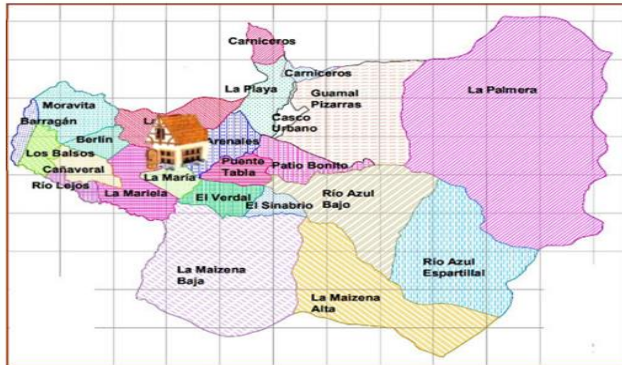 Carniceros
Carniceros
La Playa
Guamal
Pizarras
La Palmera
Moravita
La
Barragán
Casco
Urbano
Berlín
Arenales
Los Balsos
Puente
Tabla
Patio Bonito
Cañaveral
La María
Río Lejos
La Mariela
El Verdal
El Sinabrio
Río Azul
Bajo
La Maizena
Baja
Río Azul
Espartillal
La Maizena
Alta